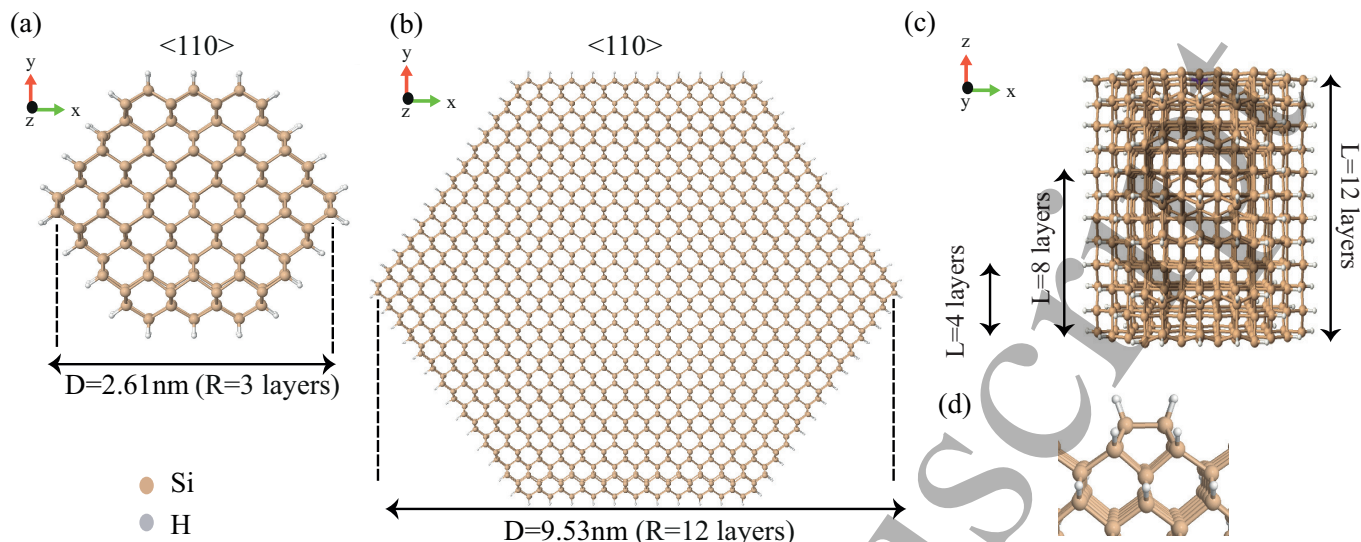 (a)
<110>
y
x
z
D=2.61nm (R=3 layers)
Si
H
(b)
<110>
y
x
z
D=9.53nm (R=12 layers)
(c)
z
x
y
L=4 layers
L=8 layers
L=12 layers
(d)